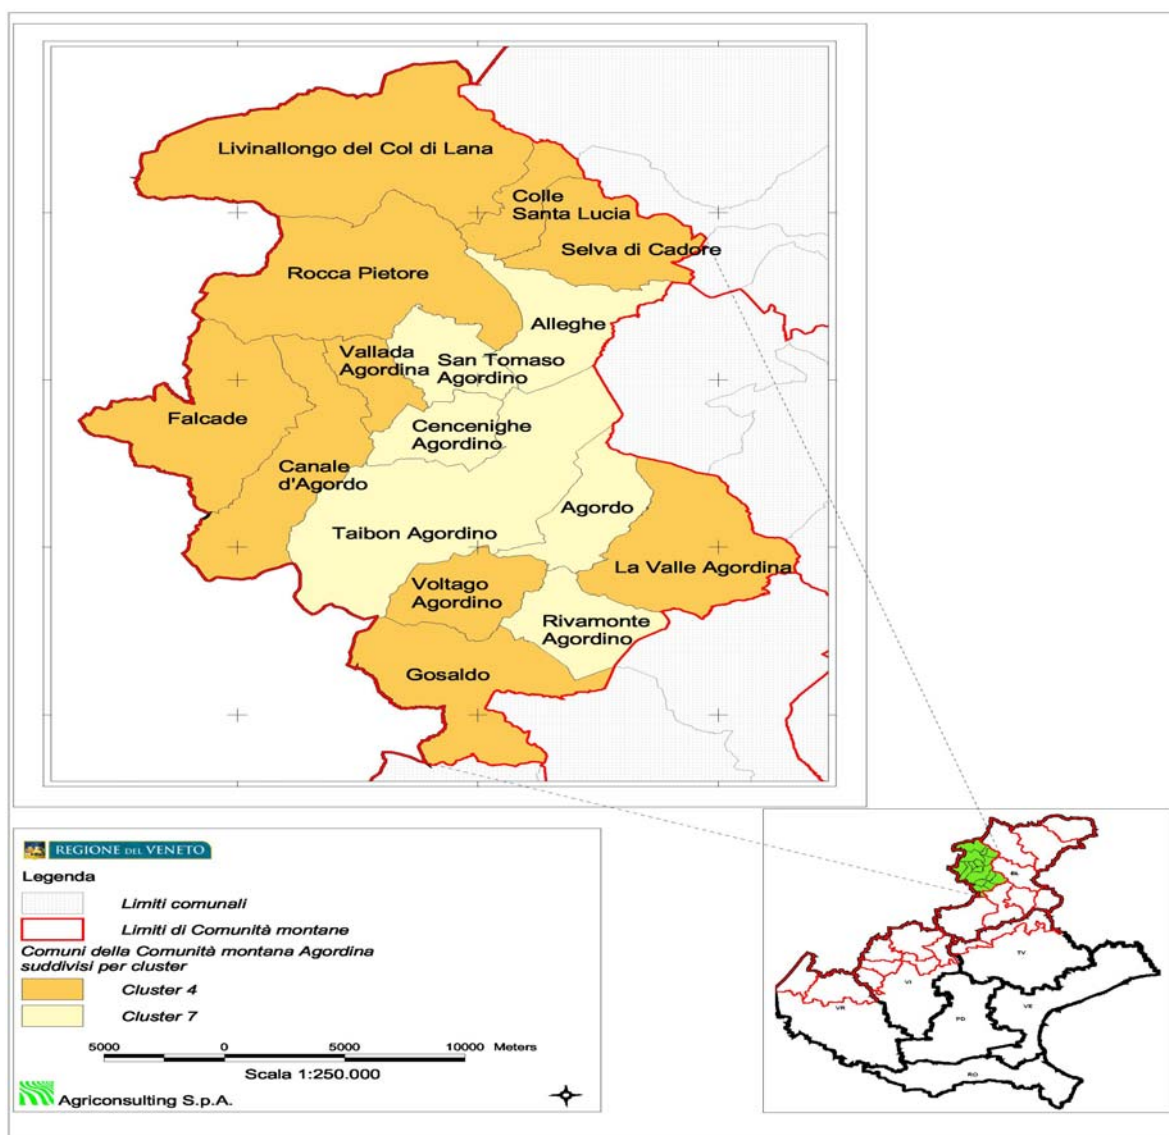 Livinallongo del Col di Lana
Colle
Santa Lucia
Selva di Cadore
Rocca Pietore
Alleghe
Vallada
Agordina
San Tomaso
Agordino
Falcade
Cencenighe
Agordino
Canale
d'Agordo
Agordo
Taibon Agordino
La Valle Agordina
Voltago
Agordino
Rivamonte
Agordino
Gosaldo
REGIONE DEL VENETO
Legenda
Limiti comunali
Limiti di Comunità montane
Comuni della Comunità montana Agordina
suddivisi per cluster
Cluster 4
Cluster 7
5000 0 5000 10000 Meters
Scala 1:250.000
Agriconsulting S.p.A.
BL
TV
VI
VR
PD
VE
RO